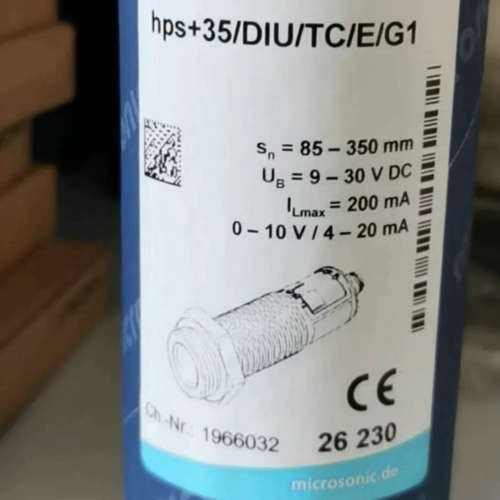 hps+35/DIU/TC/E/G1
sn = 85 – 350 mm
UB = 9 – 30 V DC
ILmax = 200 mA
0 – 10 V / 4 – 20 mA
CE
Ch.-Nr.: 1966032
26 230
microsonic.de